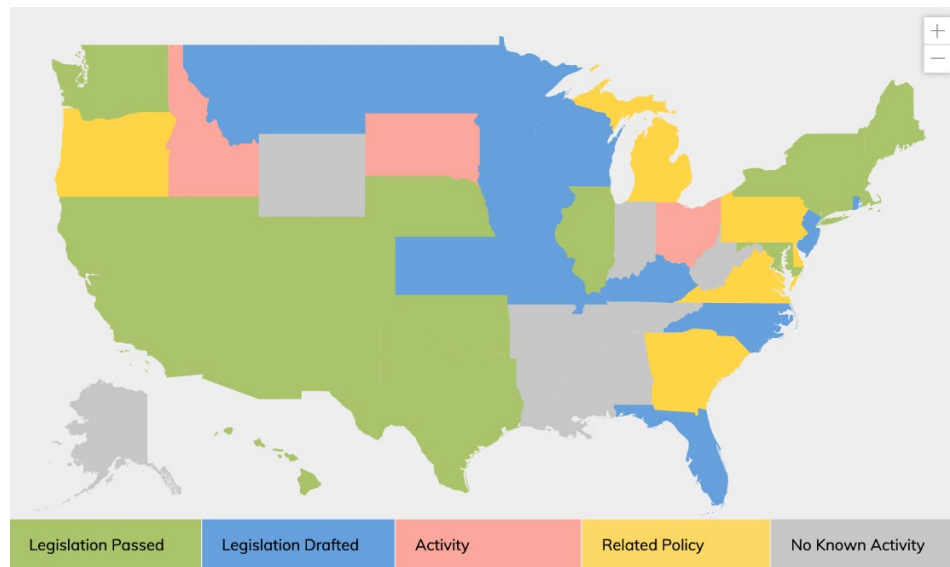 +
−
Legislation Passed
Legislation Drafted
Activity
Related Policy
No Known Activity